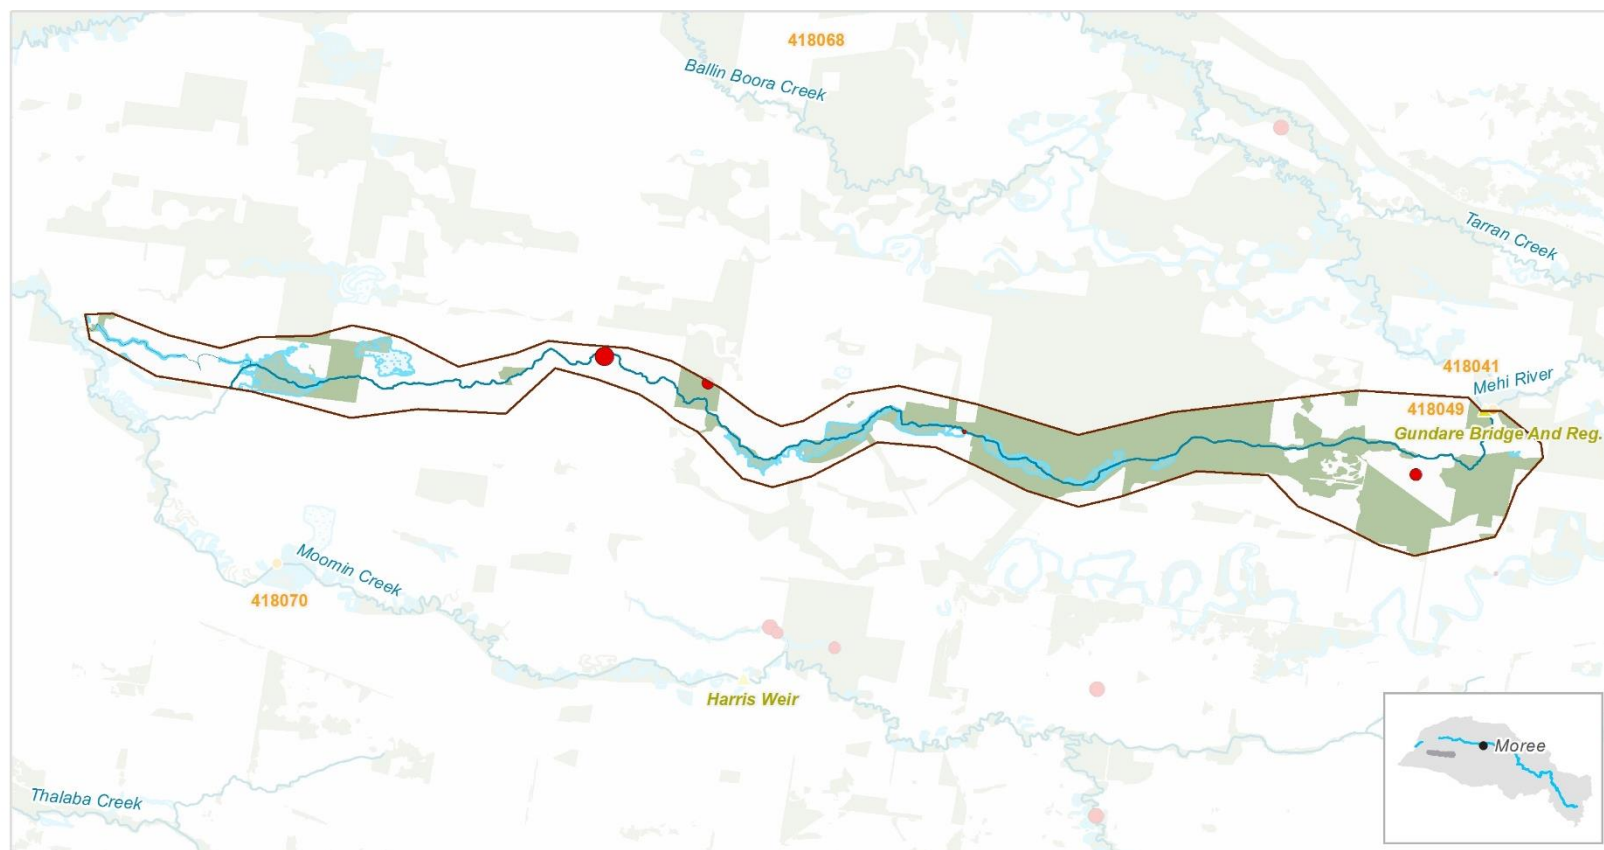 418068
Ballin Boora Creek
Tarran Creek
418041
Mehi River
418049
Gundare Bridge And Reg.
Moomin Creek
418070
Harris Weir
Moree
Thalaba Creek